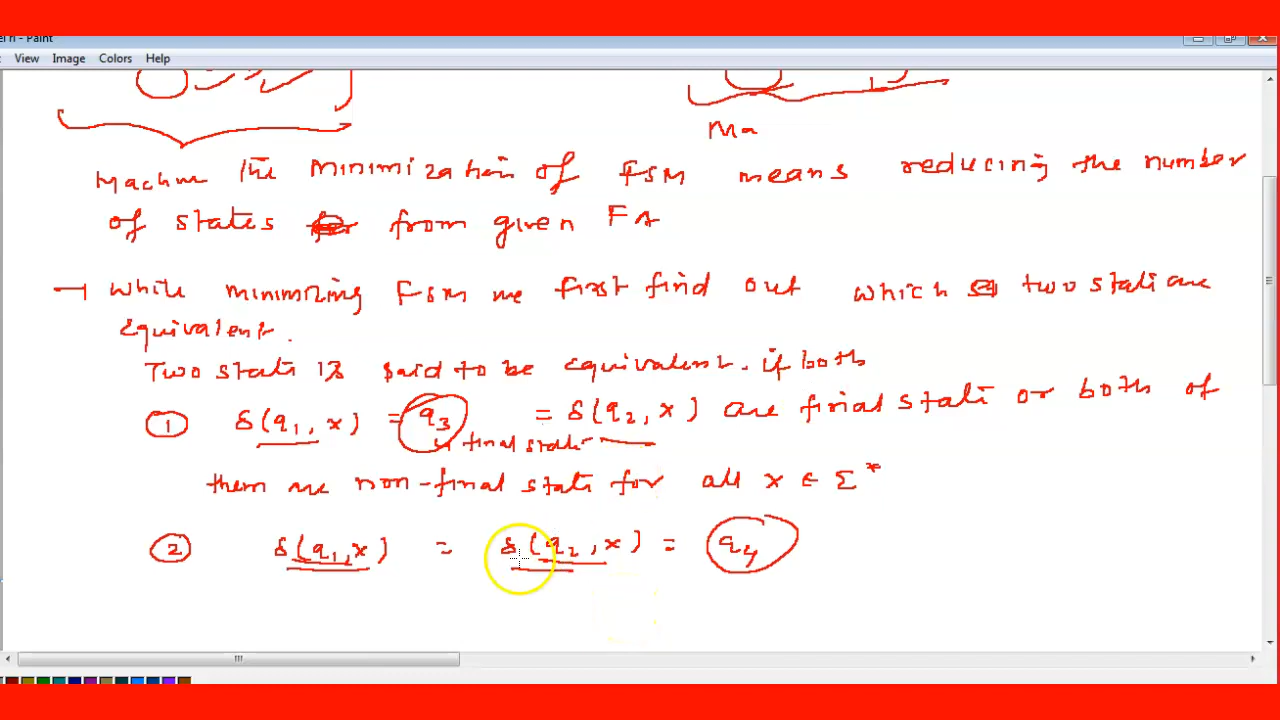 Paint
View Image Colors Help
Machine The Minimization of FSM means reducing the number
of states from given FA
→ While minimizing FSM we first find out which two state are
equivalent.
Two state is said to be equivalent. if both
① δ(q1, x) = q3 = δ(q2, x) are final state or both of
final state
them are non-final state for all x ∈ Σ*
② δ(q1,x) = δ(q2, x) = q4